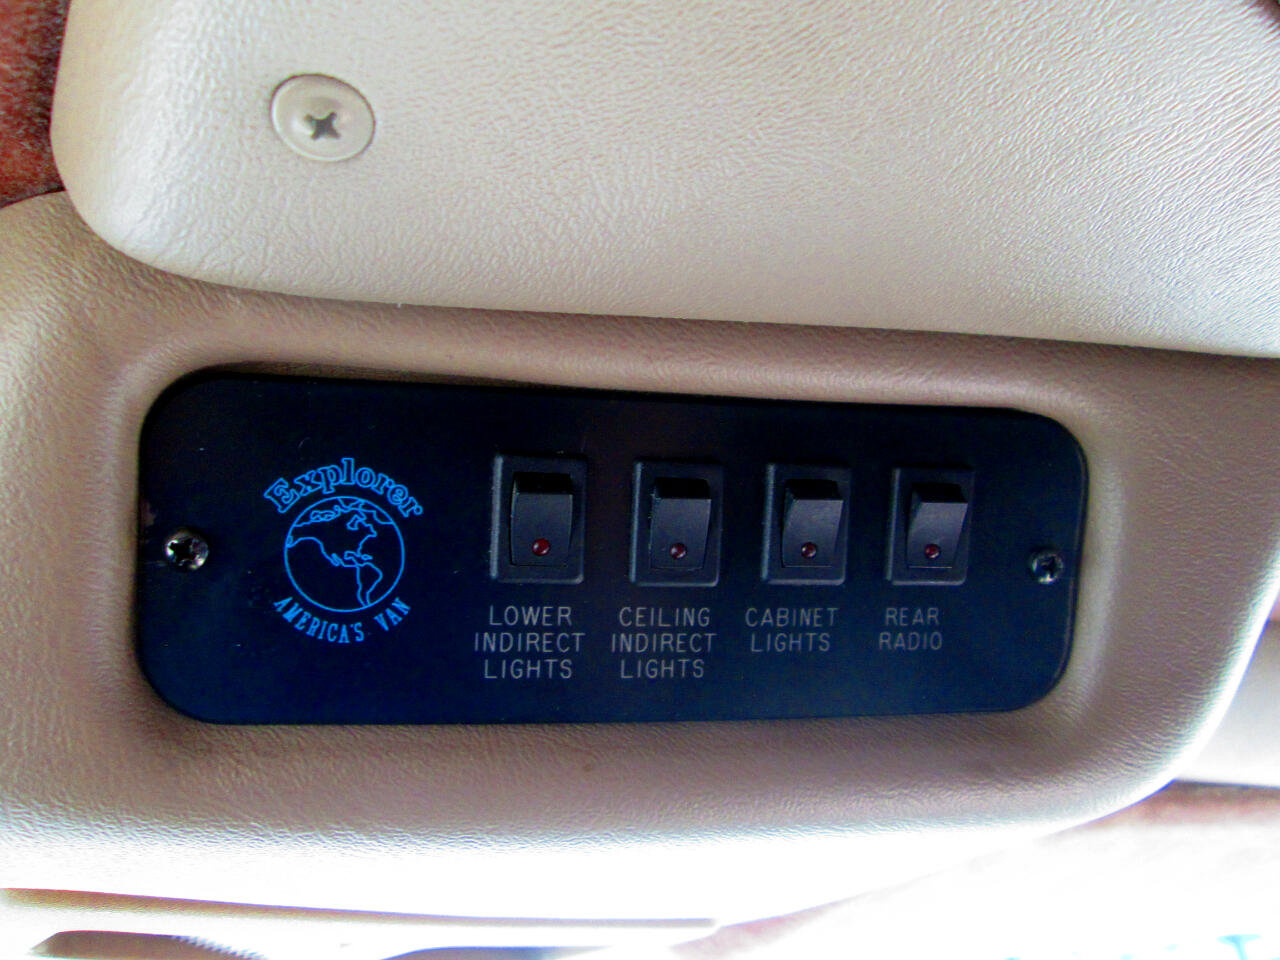 Explorer
AMERICA'S VAN
LOWER
INDIRECT
LIGHTS
CEILING
INDIRECT
LIGHTS
CABINET
LIGHTS
REAR
RADIO